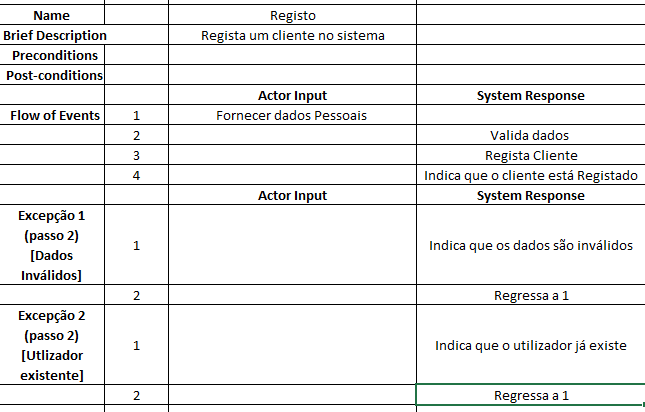 Name Registo
Brief Description Regista um cliente no sistema
Preconditions
Post-conditions
Actor Input System Response
Flow of Events 1 Fornecer dados Pessoais
2 Valida dados
3 Regista Cliente
4 Indica que o cliente está Registado
Actor Input System Response
Excepção 1
(passo 2)
[Dados
Inválidos]
1 Indica que os dados são inválidos
2 Regressa a 1
Excepção 2
(passo 2)
[Utlizador
existente]
1 Indica que o utilizador já existe
2 Regressa a 1